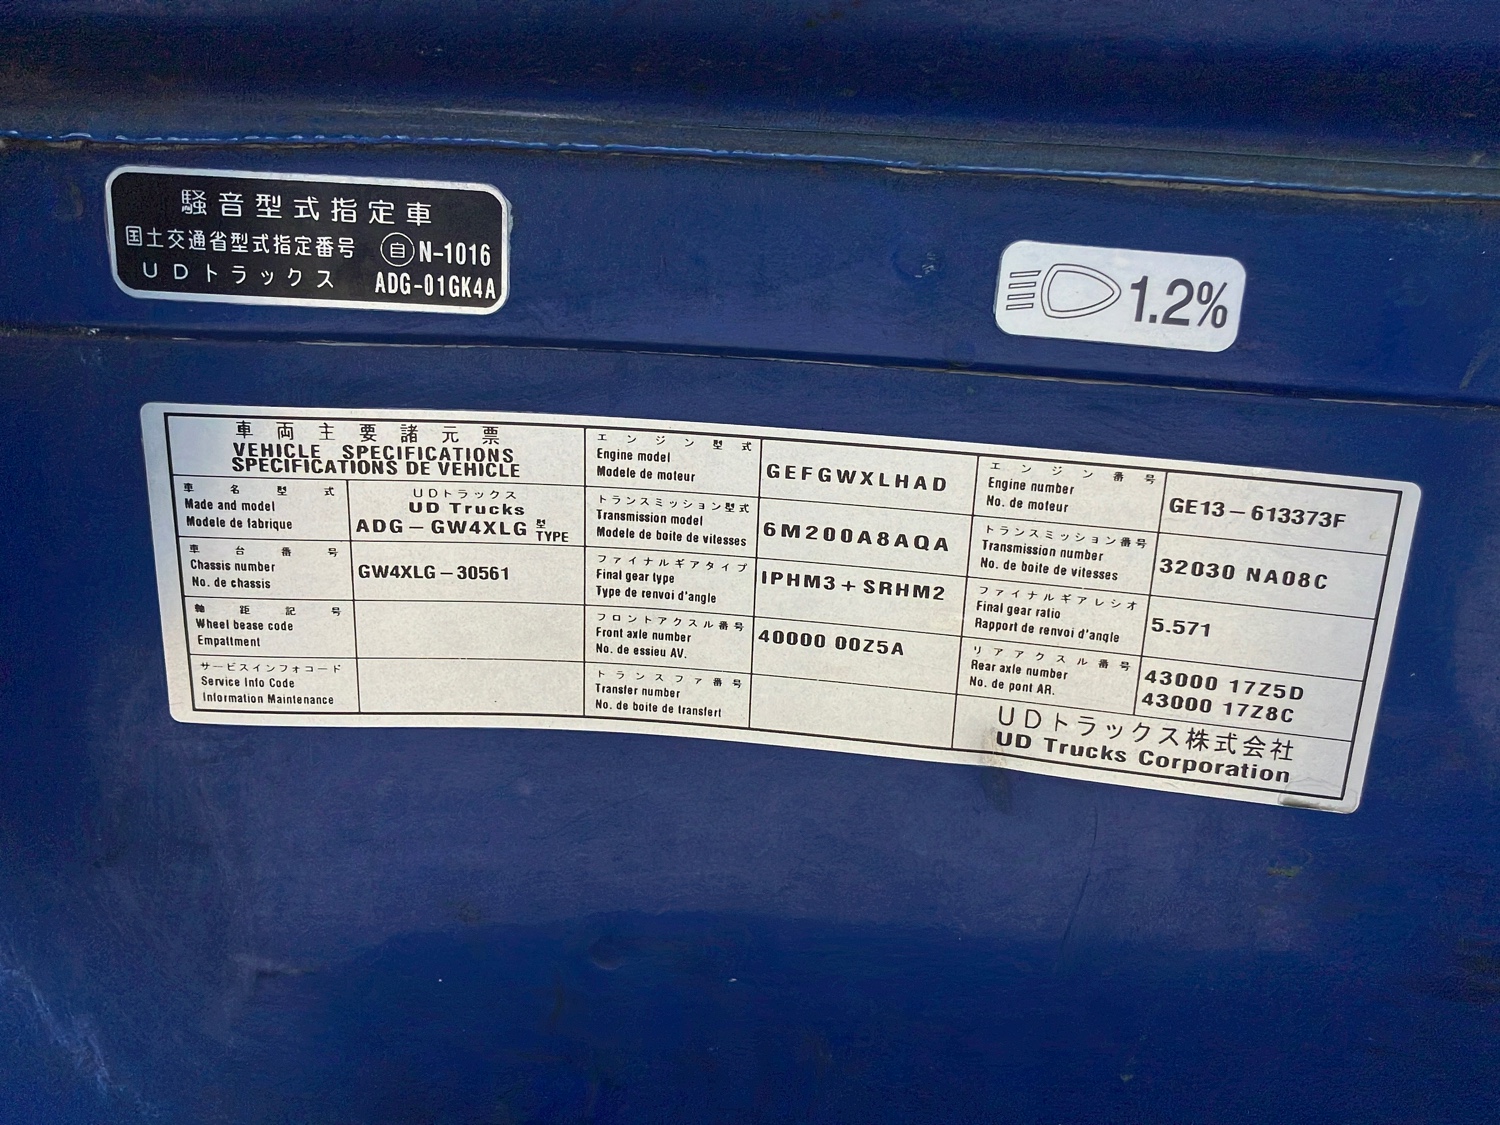 騒音型式指定車
国土交通省型式指定番号 自 N-1016
UDトラックス ADG-01GK4A
1.2%
車両主要諸元票
VEHICLE SPECIFICATIONS
SPECIFICATIONS DE VEHICLE
車名型式
Made and model
Modele de fabrique
UDトラックス
UD Trucks
ADG-GW4XLG 型 TYPE
車台番号
Chassis number
No. de chassis
GW4XLG-30561
軸距記号
Wheel bease code
Empattment
サービスインフォコード
Service Info Code
Information Maintenance
エンジン型式
Engine model
Modele de moteur
GEFGWXLHAD
トランスミッション型式
Transmission model
Modele de boite de vitesses
6M200A8AQA
ファイナルギアタイプ
Final gear type
Type de renvoi d'angle
IPHM3+SRHM2
フロントアクスル番号
Front axle number
No. de essieu AV.
40000 00Z5A
トランスファ番号
Transfer number
No. de boite de transfert
エンジン番号
Engine number
No. de moteur
GE13-613373F
トランスミッション番号
Transmission number
No. de boite de vitesses
32030 NA08C
ファイナルギアレシオ
Final gear ratio
Rapport de renvoi d'angle
5.571
リアアクスル番号
Rear axle number
No. de pont AR.
43000 17Z5D
43000 17Z8C
UDトラックス株式会社
UD Trucks Corporation